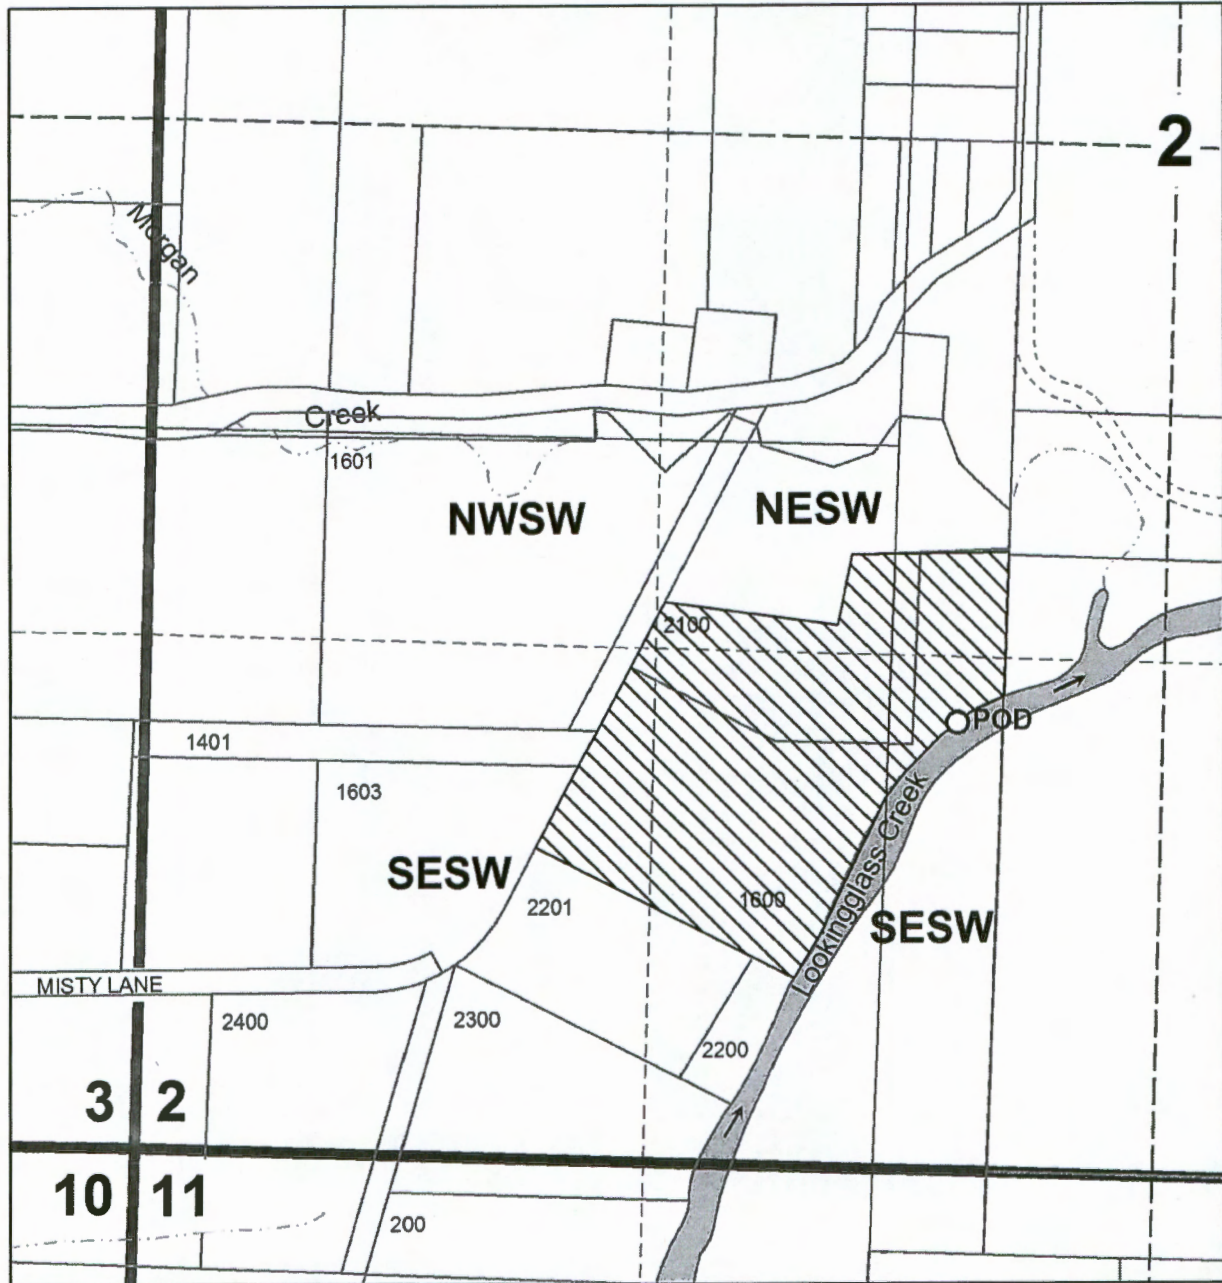 2
Morgan
Creek
1601
NWSW
NESW
2100
POD
1401
1603
SESW
2201
1600
Lookingglass Creek
SESW
MISTY LANE
2400
2300
2200
3 2
10 11
200